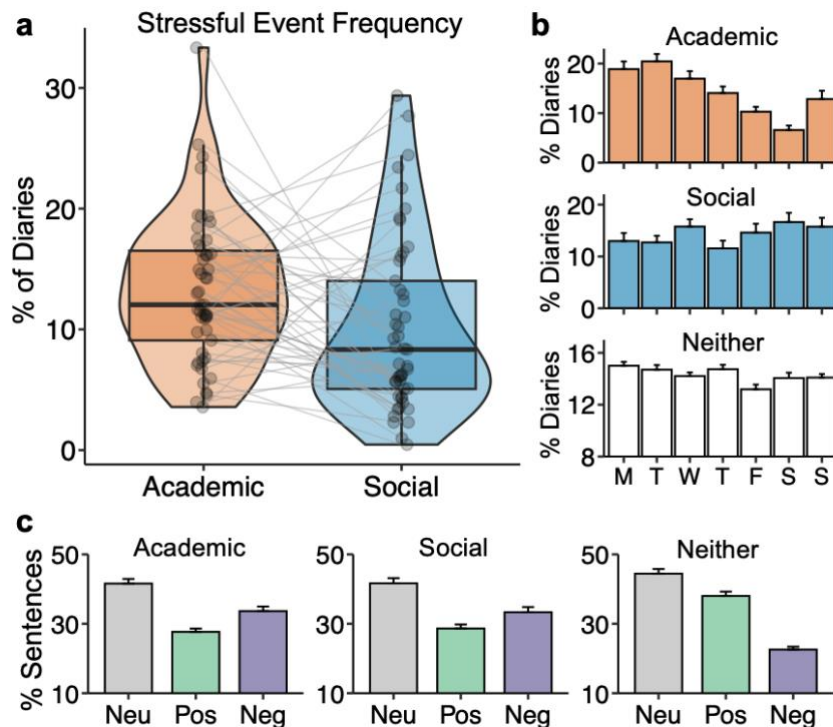 a
Stressful Event Frequency
% of Diaries
30
20
10
0
Academic Social
b
Academic
% Diaries
20
10
0
Social
% Diaries
20
10
0
Neither
% Diaries
16
12
8
M T W T F S S
c
Academic
% Sentences
50
30
10
Neu Pos Neg
Social
50
30
10
Neu Pos Neg
Neither
50
30
10
Neu Pos Neg